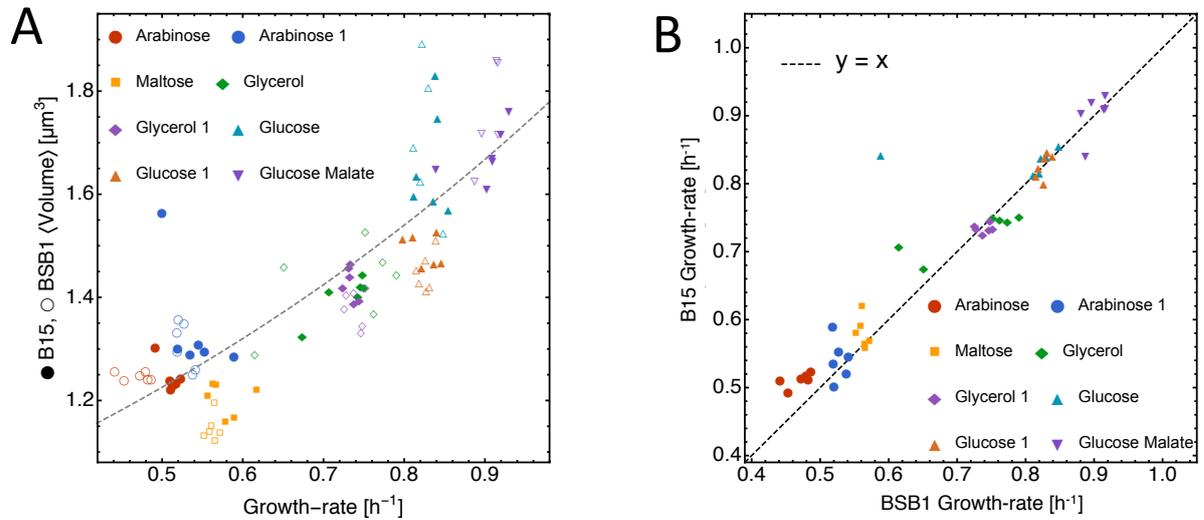 A
Arabinose Arabinose 1
Maltose Glycerol
Glycerol 1 Glucose
Glucose 1 Glucose Malate
● B15, ○ BSB1 ⟨Volume⟩ [μm³]
1.8
1.6
1.4
1.2
0.5 0.6 0.7 0.8 0.9
Growth−rate [h⁻¹]
B
y = x
B15 Growth-rate [h⁻¹]
1.0
0.9
0.8
0.7
0.6
0.5
0.4
Arabinose Arabinose 1
Maltose Glycerol
Glycerol 1 Glucose
Glucose 1 Glucose Malate
0.4 0.5 0.6 0.7 0.8 0.9 1.0
BSB1 Growth-rate [h⁻¹]